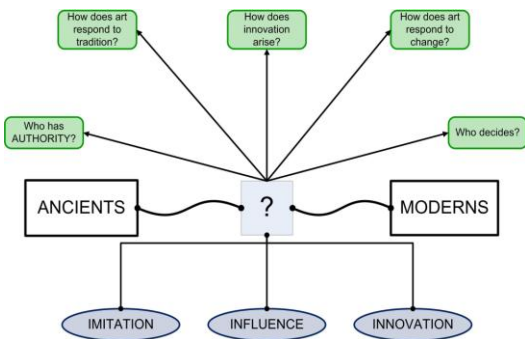 How does art
respond to
tradition?
How does
innovation
arise?
How does art
respond to
change?
Who has
AUTHORITY?
Who decides?
ANCIENTS
?
MODERNS
IMITATION
INFLUENCE
INNOVATION